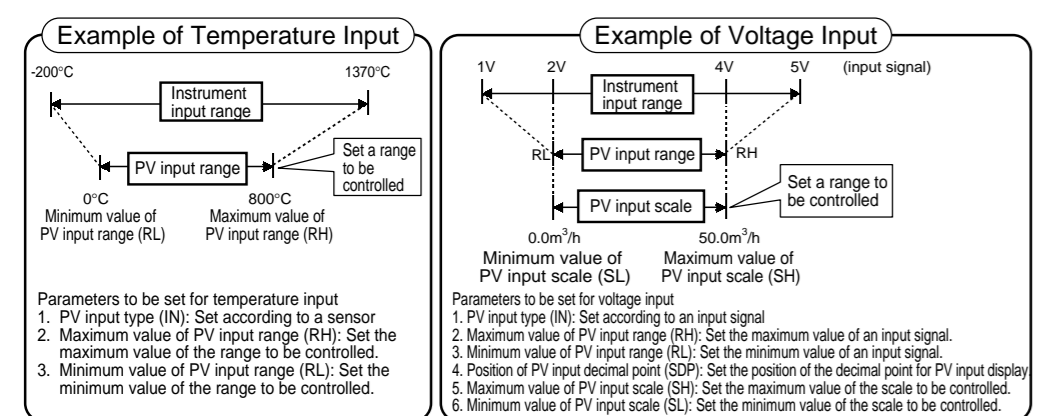 Example of Temperature Input
-200°C
1370°C
Instrument
input range
PV input range
Set a range
to be
controlled
0°C
800°C
Minimum value of
PV input range (RL)
Maximum value of
PV input range (RH)
Parameters to be set for temperature input
1. PV input type (IN): Set according to a sensor
2. Maximum value of PV input range (RH): Set the
maximum value of the range to be controlled.
3. Minimum value of PV input range (RL): Set the
minimum value of the range to be controlled.
Example of Voltage Input
1V 2V 4V 5V (input signal)
Instrument
input range
RL PV input range RH
PV input scale
Set a range to
be controlled
0.0m³/h
50.0m³/h
Minimum value of
PV input scale (SL)
Maximum value of
PV input scale (SH)
Parameters to be set for voltage input
1. PV input type (IN): Set according to an input signal
2. Maximum value of PV input range (RH): Set the maximum value of an input signal.
3. Minimum value of PV input range (RL): Set the minimum value of an input signal.
4. Position of PV input decimal point (SDP): Set the position of the decimal point for PV input display.
5. Maximum value of PV input scale (SH): Set the maximum value of the scale to be controlled.
6. Minimum value of PV input scale (SL): Set the minimum value of the scale to be controlled.